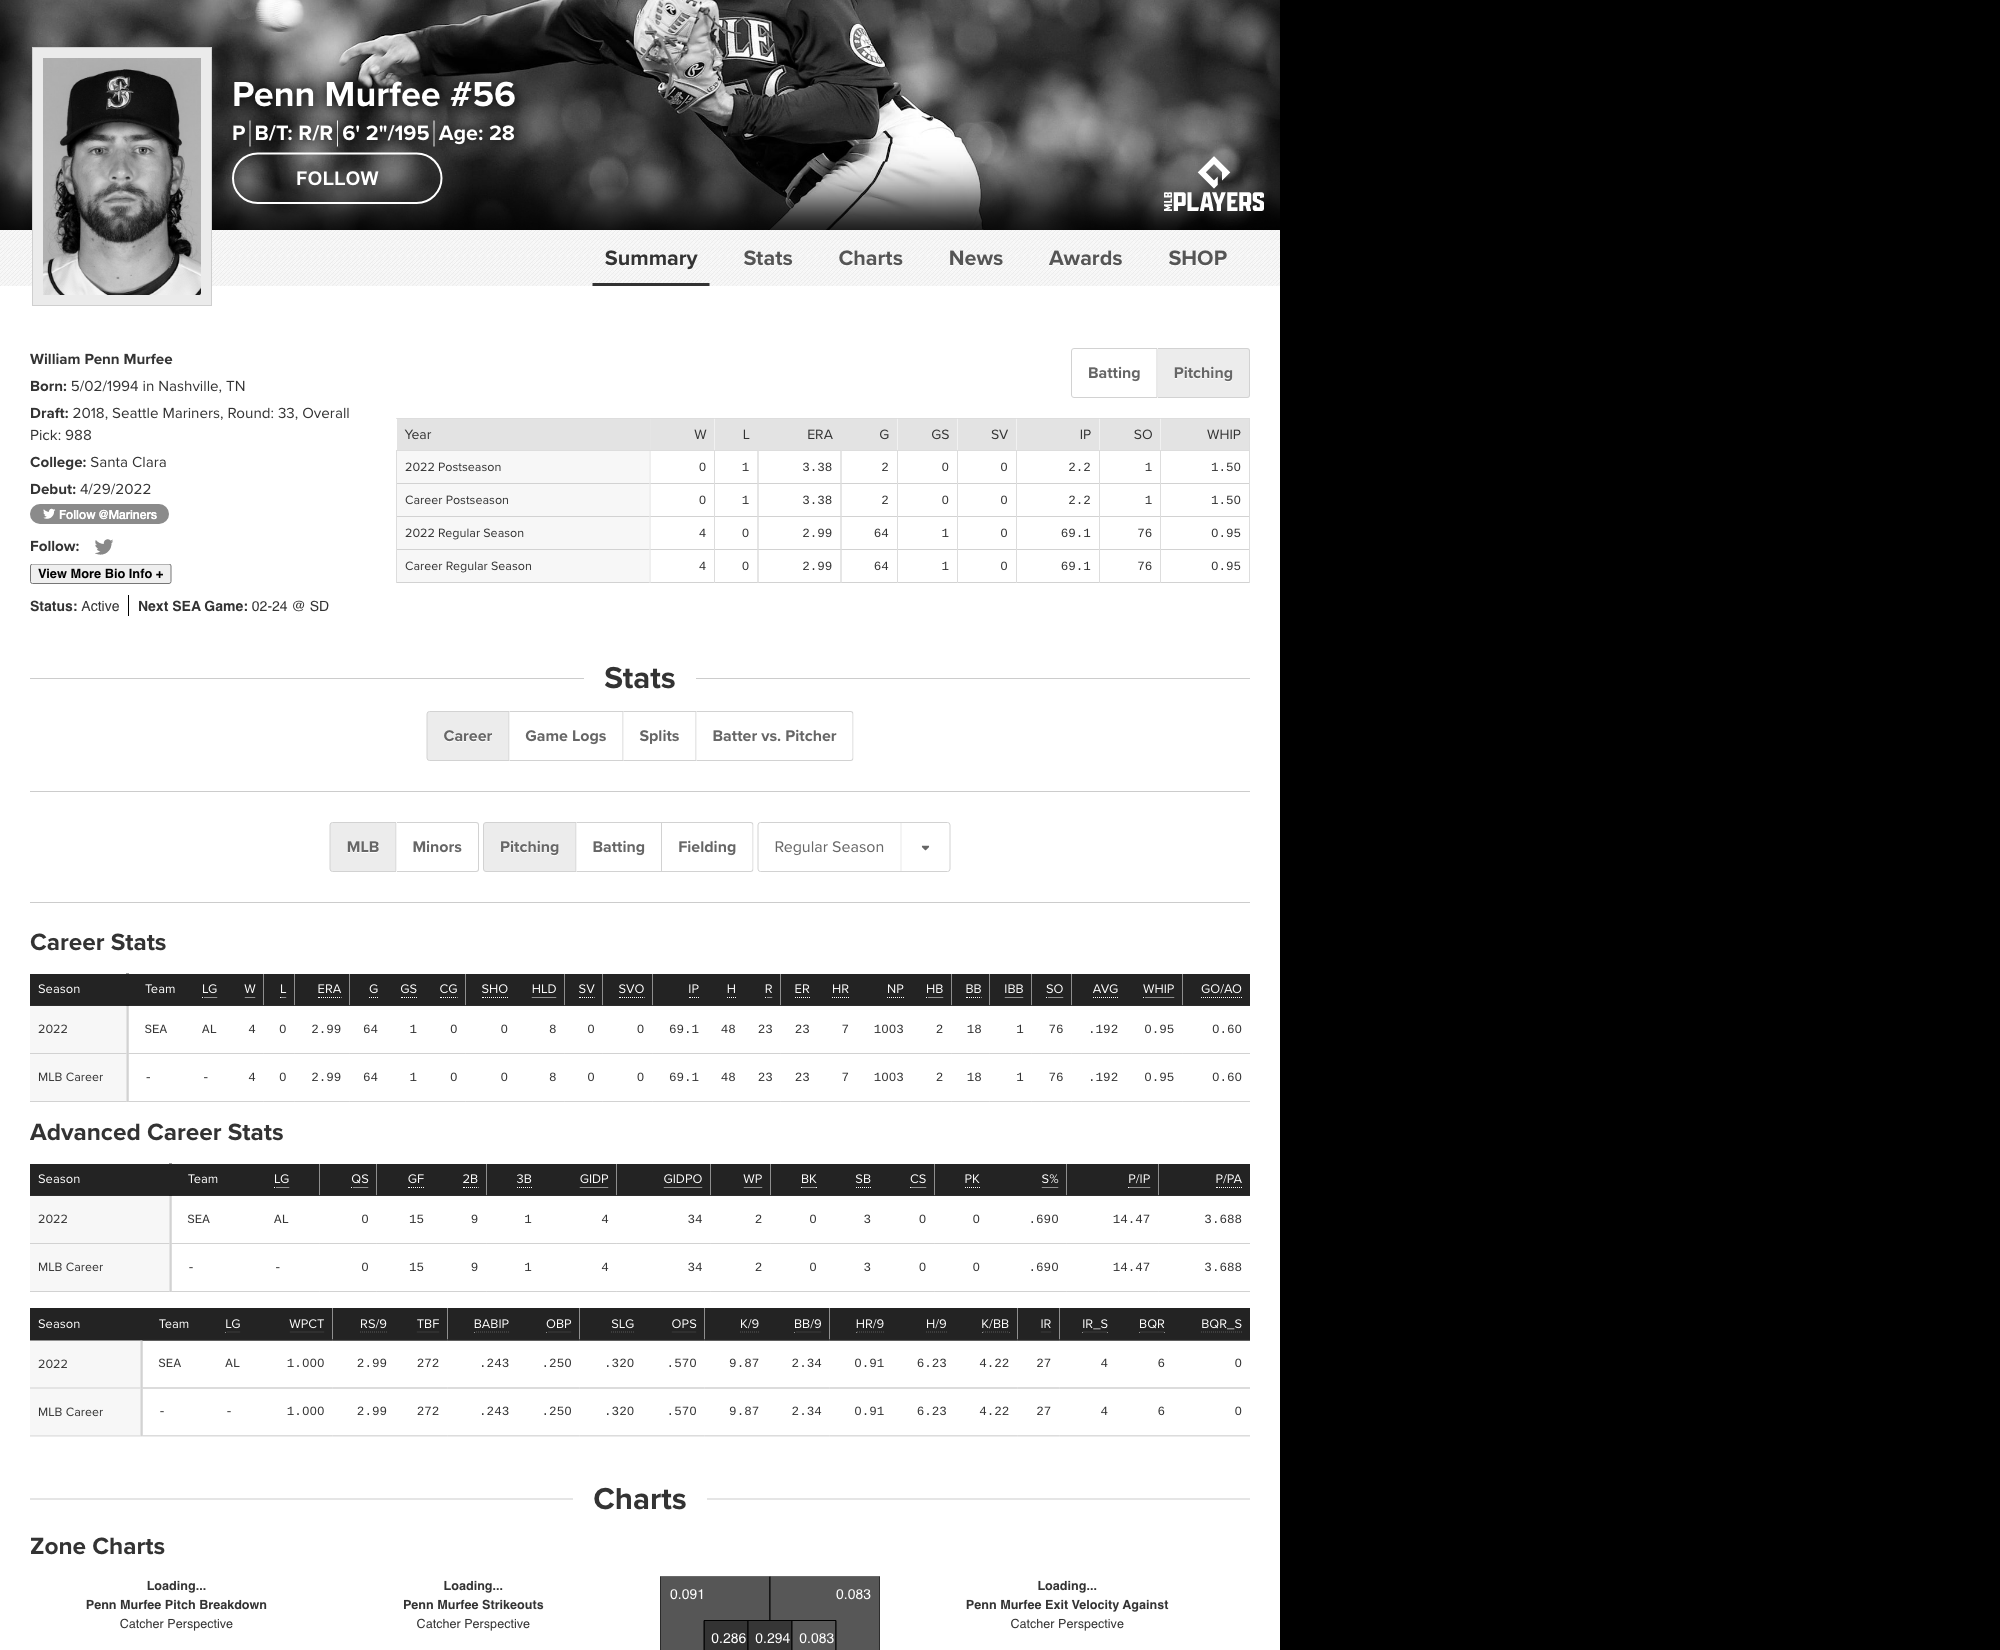 LE
Penn Murfee #56
P B/T: R/R 6' 2"/195 Age: 28
FOLLOW
MLB PLAYERS
Summary Stats Charts News Awards SHOP
William Penn Murfee
Born: 5/02/1994 in Nashville, TN
Draft: 2018, Seattle Mariners, Round: 33, Overall
Pick: 988
College: Santa Clara
Debut: 4/29/2022
Follow @Mariners
Follow:
View More Bio Info +
Status: Active Next SEA Game: 02-24 @ SD
Batting Pitching
Year W L ERA G GS SV IP SO WHIP
2022 Postseason 0 1 3.38 2 0 0 2.2 1 1.50
Career Postseason 0 1 3.38 2 0 0 2.2 1 1.50
2022 Regular Season 4 0 2.99 64 1 0 69.1 76 0.95
Career Regular Season 4 0 2.99 64 1 0 69.1 76 0.95
Stats
Career Game Logs Splits Batter vs. Pitcher
MLB Minors Pitching Batting Fielding Regular Season
Career Stats
Season Team LG W L ERA G GS CG SHO HLD SV SVO IP H R ER HR NP HB BB IBB SO AVG WHIP GO/AO
2022 SEA AL 4 0 2.99 64 1 0 0 8 0 0 69.1 48 23 23 7 1003 2 18 1 76 .192 0.95 0.60
MLB Career - - 4 0 2.99 64 1 0 0 8 0 0 69.1 48 23 23 7 1003 2 18 1 76 .192 0.95 0.60
Advanced Career Stats
Season Team LG QS GF 2B 3B GIDP GIDPO WP BK SB CS PK S% P/IP P/PA
2022 SEA AL 0 15 9 1 4 34 2 0 3 0 0 .690 14.47 3.688
MLB Career - - 0 15 9 1 4 34 2 0 3 0 0 .690 14.47 3.688
Season Team LG WPCT RS/9 TBF BABIP OBP SLG OPS K/9 BB/9 HR/9 H/9 K/BB IR IR_S BQR BQR_S
2022 SEA AL 1.000 2.99 272 .243 .250 .320 .570 9.87 2.34 0.91 6.23 4.22 27 4 6 0
MLB Career - - 1.000 2.99 272 .243 .250 .320 .570 9.87 2.34 0.91 6.23 4.22 27 4 6 0
Charts
Zone Charts
Loading...
Penn Murfee Pitch Breakdown
Catcher Perspective
Loading...
Penn Murfee Strikeouts
Catcher Perspective
0.091 0.083
0.286 0.294 0.083
Loading...
Penn Murfee Exit Velocity Against
Catcher Perspective